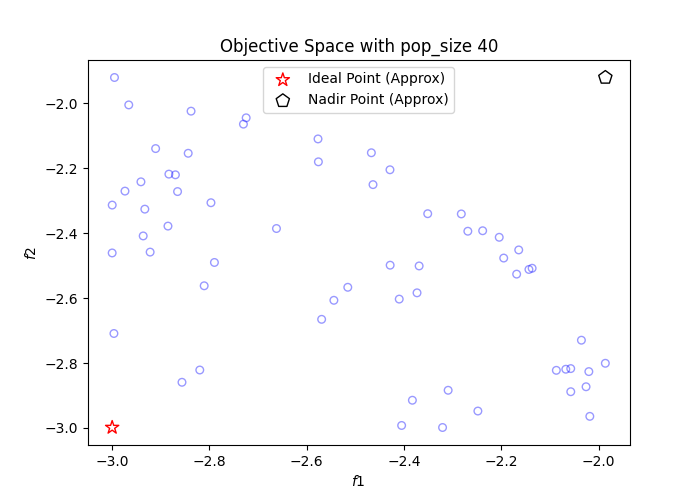 Objective Space with pop_size 40
Ideal Point (Approx)
Nadir Point (Approx)
f2
−2.0
−2.2
−2.4
−2.6
−2.8
−3.0
−3.0
−2.8
−2.6
−2.4
−2.2
−2.0
f1